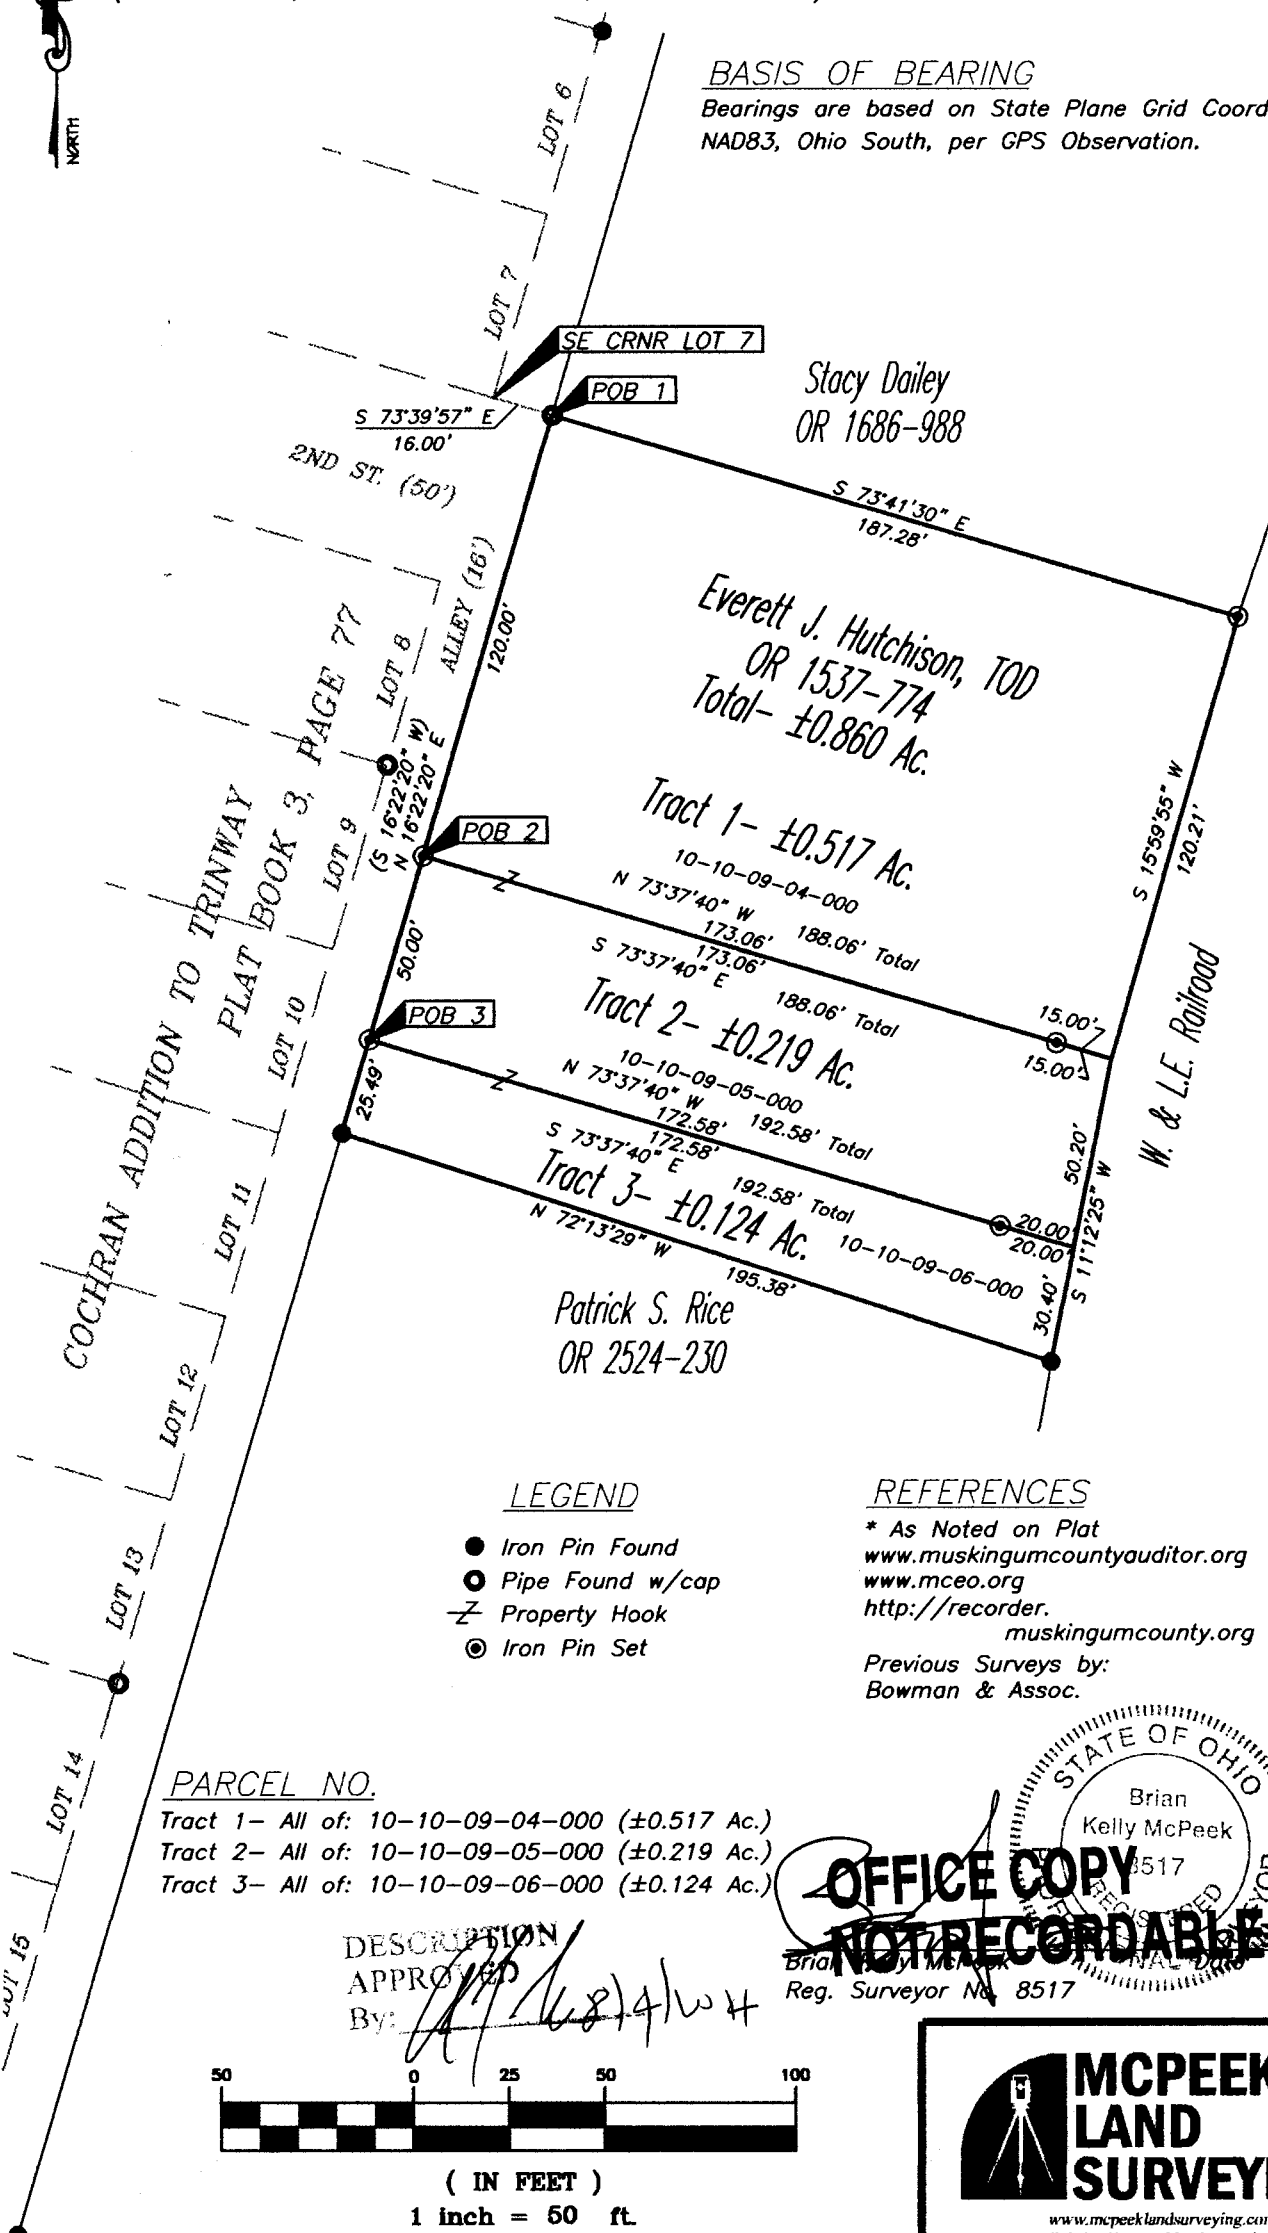 NORTH
BASIS OF BEARING
Bearings are based on State Plane Grid Coord
NAD83, Ohio South, per GPS Observation.
LOT 6
LOT 7
SE CRNR LOT 7
POB 1
Stacy Dailey
OR 1686-988
S 73°39'57" E
16.00'
2ND ST. (50')
S 73°41'30" E
187.28'
ALLEY (16')
120.00'
Everett J. Hutchison, TOD
OR 1537-774
Total- ±0.860 Ac.
LOT 8
(S 16°22'20" W)
N 16°22'20" E
S 15°59'55" W
120.21'
COCHRAN ADDITION TO TRINWAY
PLAT BOOK 3, PAGE 77
LOT 9
POB 2
Tract 1- ±0.517 Ac.
10-10-09-04-000
N 73°37'40" W
173.06'
188.06' Total
Z
173.06'
S 73°37'40" E
188.06' Total
15.00'
15.00'
50.00'
LOT 10
POB 3
Tract 2- ±0.219 Ac.
10-10-09-05-000
N 73°37'40" W
172.58'
192.58' Total
Z
W. & L.E. Railroad
50.20'
S 11°12'25" W
25.49'
172.58'
S 73°37'40" E
192.58' Total
20.00'
20.00'
Tract 3- ±0.124 Ac.
10-10-09-06-000
N 72°13'29" W
195.38'
30.40'
LOT 11
Patrick S. Rice
OR 2524-230
LOT 12
LOT 13
LOT 14
LOT 15
LEGEND
Iron Pin Found
Pipe Found w/cap
Z Property Hook
Iron Pin Set
REFERENCES
* As Noted on Plat
www.muskingumcountyauditor.org
www.mceo.org
http://recorder.
muskingumcounty.org
Previous Surveys by:
Bowman & Assoc.
PARCEL NO.
Tract 1- All of: 10-10-09-04-000 (±0.517 Ac.)
Tract 2- All of: 10-10-09-05-000 (±0.219 Ac.)
Tract 3- All of: 10-10-09-06-000 (±0.124 Ac.)
STATE OF OHIO
Brian
Kelly McPeek
8517
REGISTERED
OFFICE COPY
NOT RECORDABLE
Brian Kelly McPeek Date
Reg. Surveyor No. 8517
DESCRIPTION
APPROVED
By:
50 0 25 50 100
( IN FEET )
1 inch = 50 ft.
MCPEEK
LAND
SURVEYI
www.mcpeeklandsurveying.com